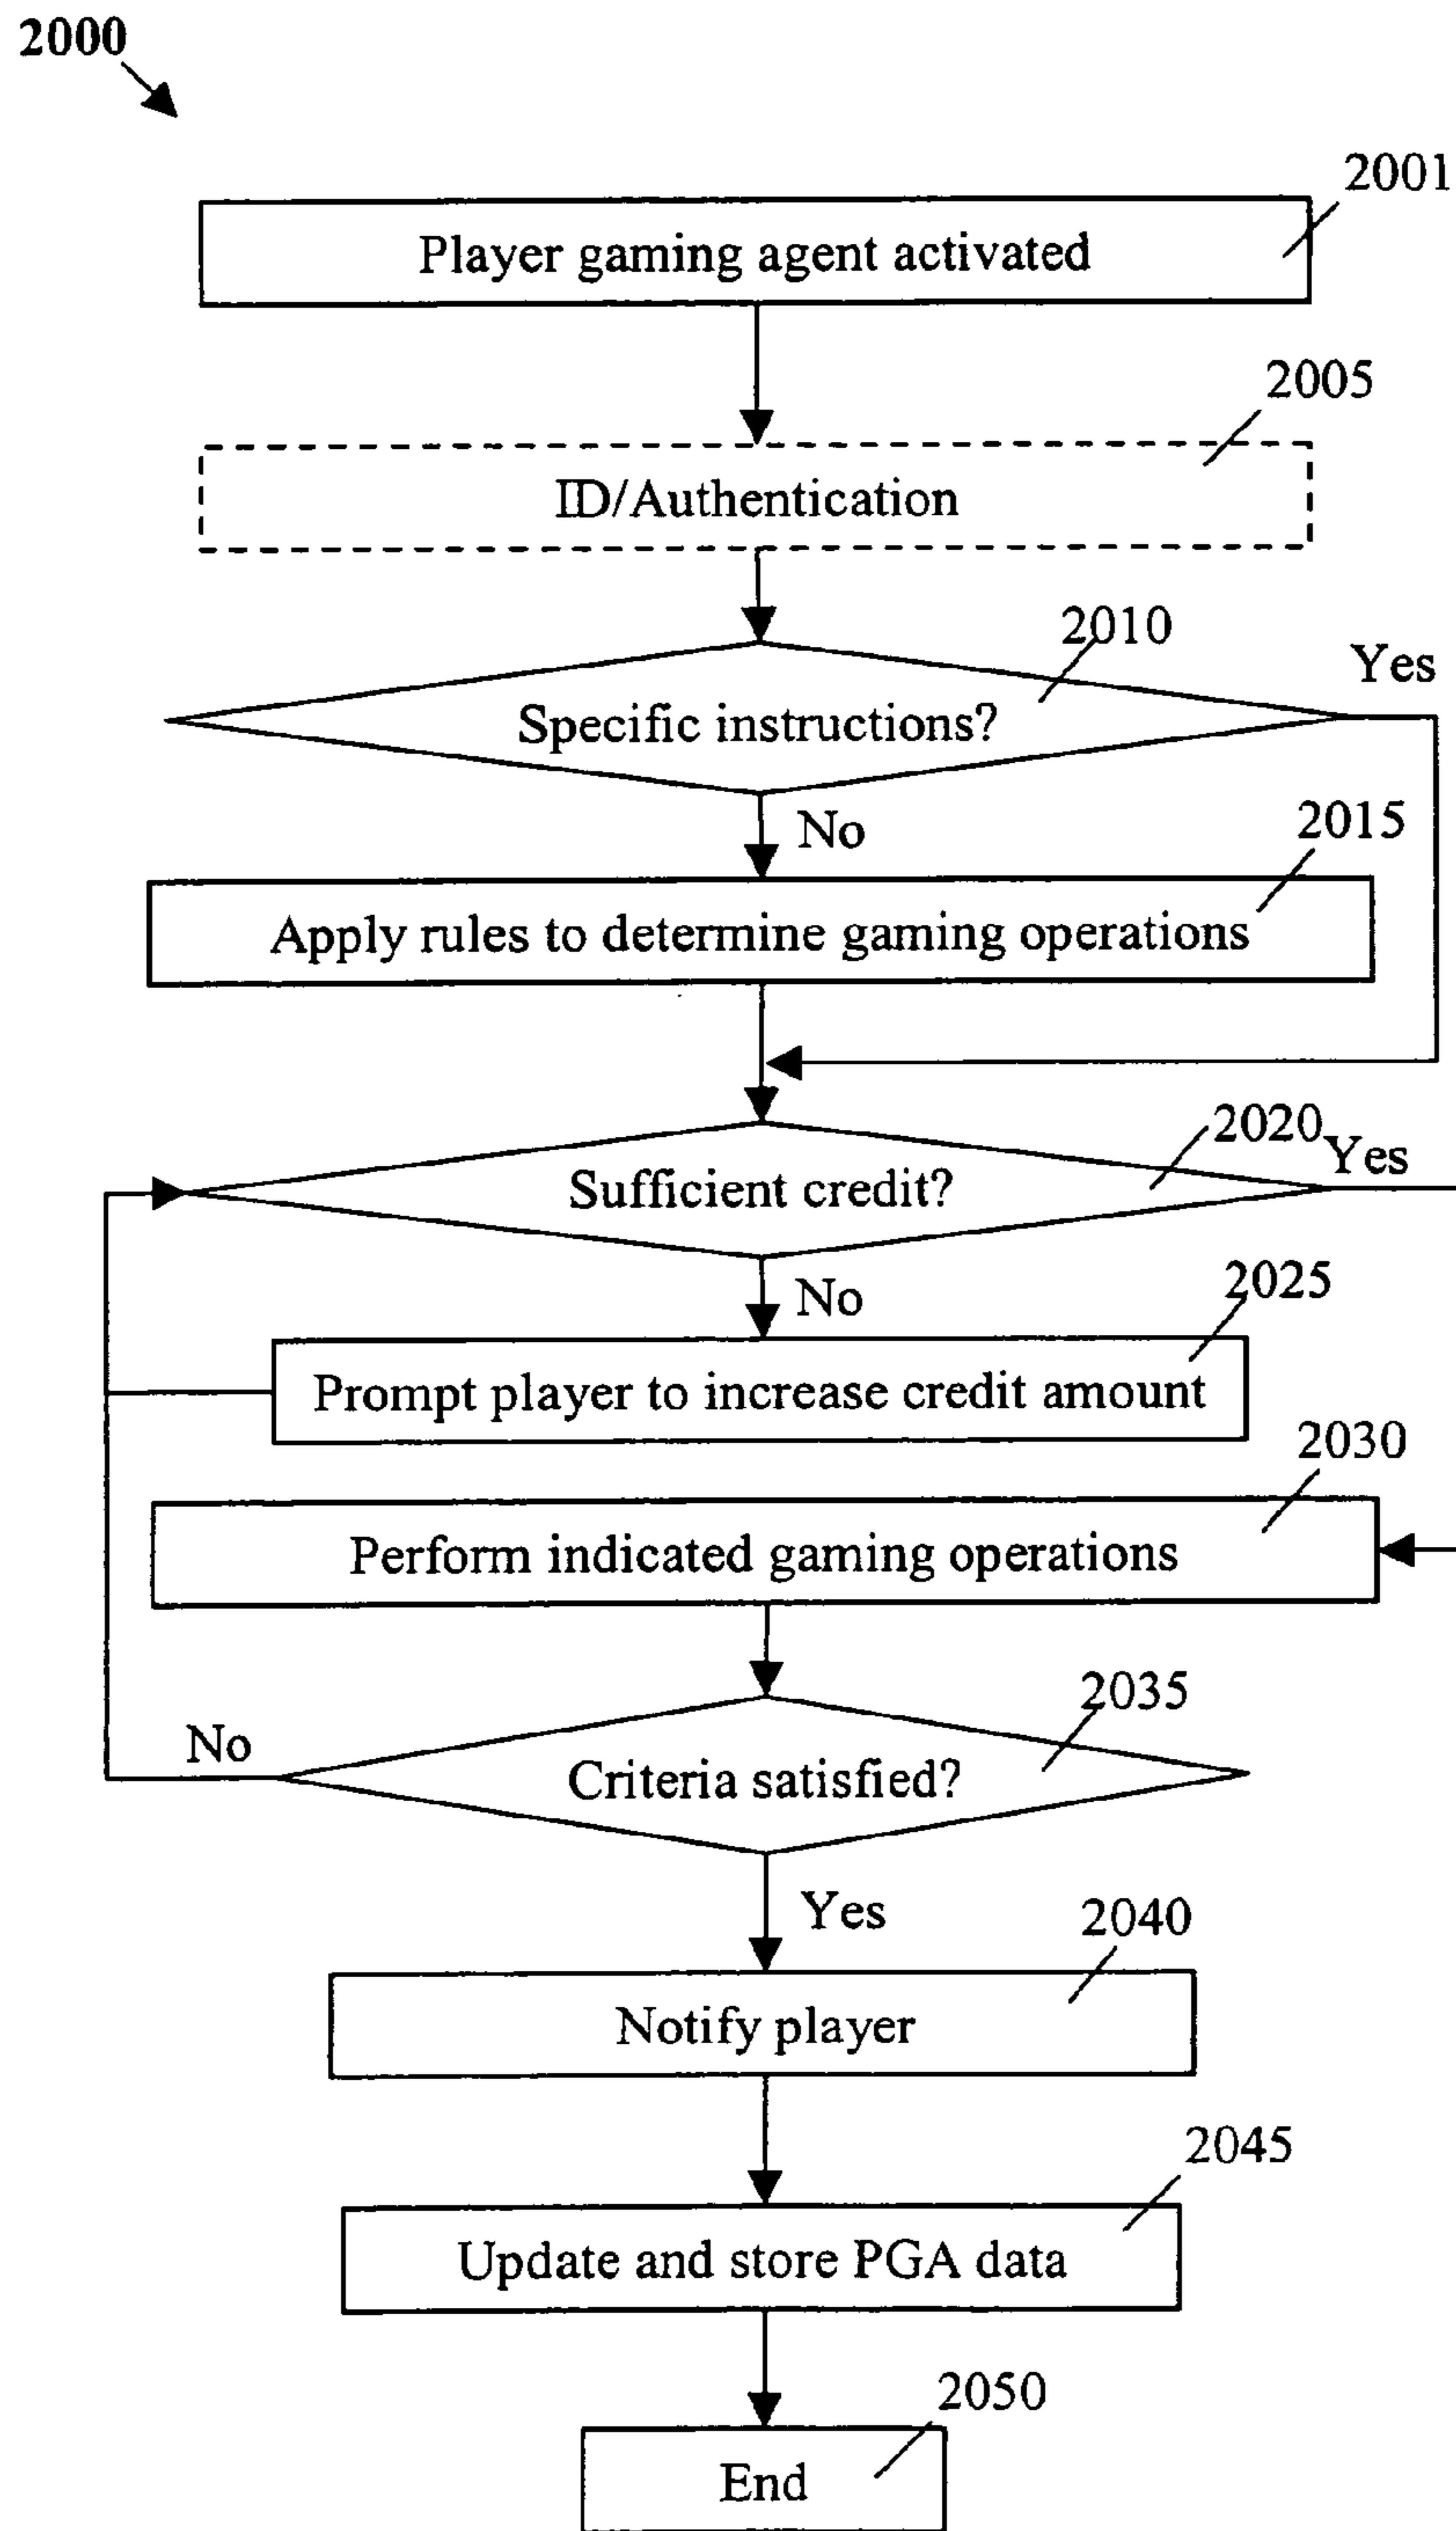 2000
2001
Player gaming agent activated
2005
ID/Authentication
2010
Yes
Specific instructions?
No
2015
Apply rules to determine gaming operations
2020
Yes
Sufficient credit?
No
2025
Prompt player to increase credit amount
2030
Perform indicated gaming operations
2035
No
Criteria satisfied?
Yes
2040
Notify player
2045
Update and store PGA data
2050
End